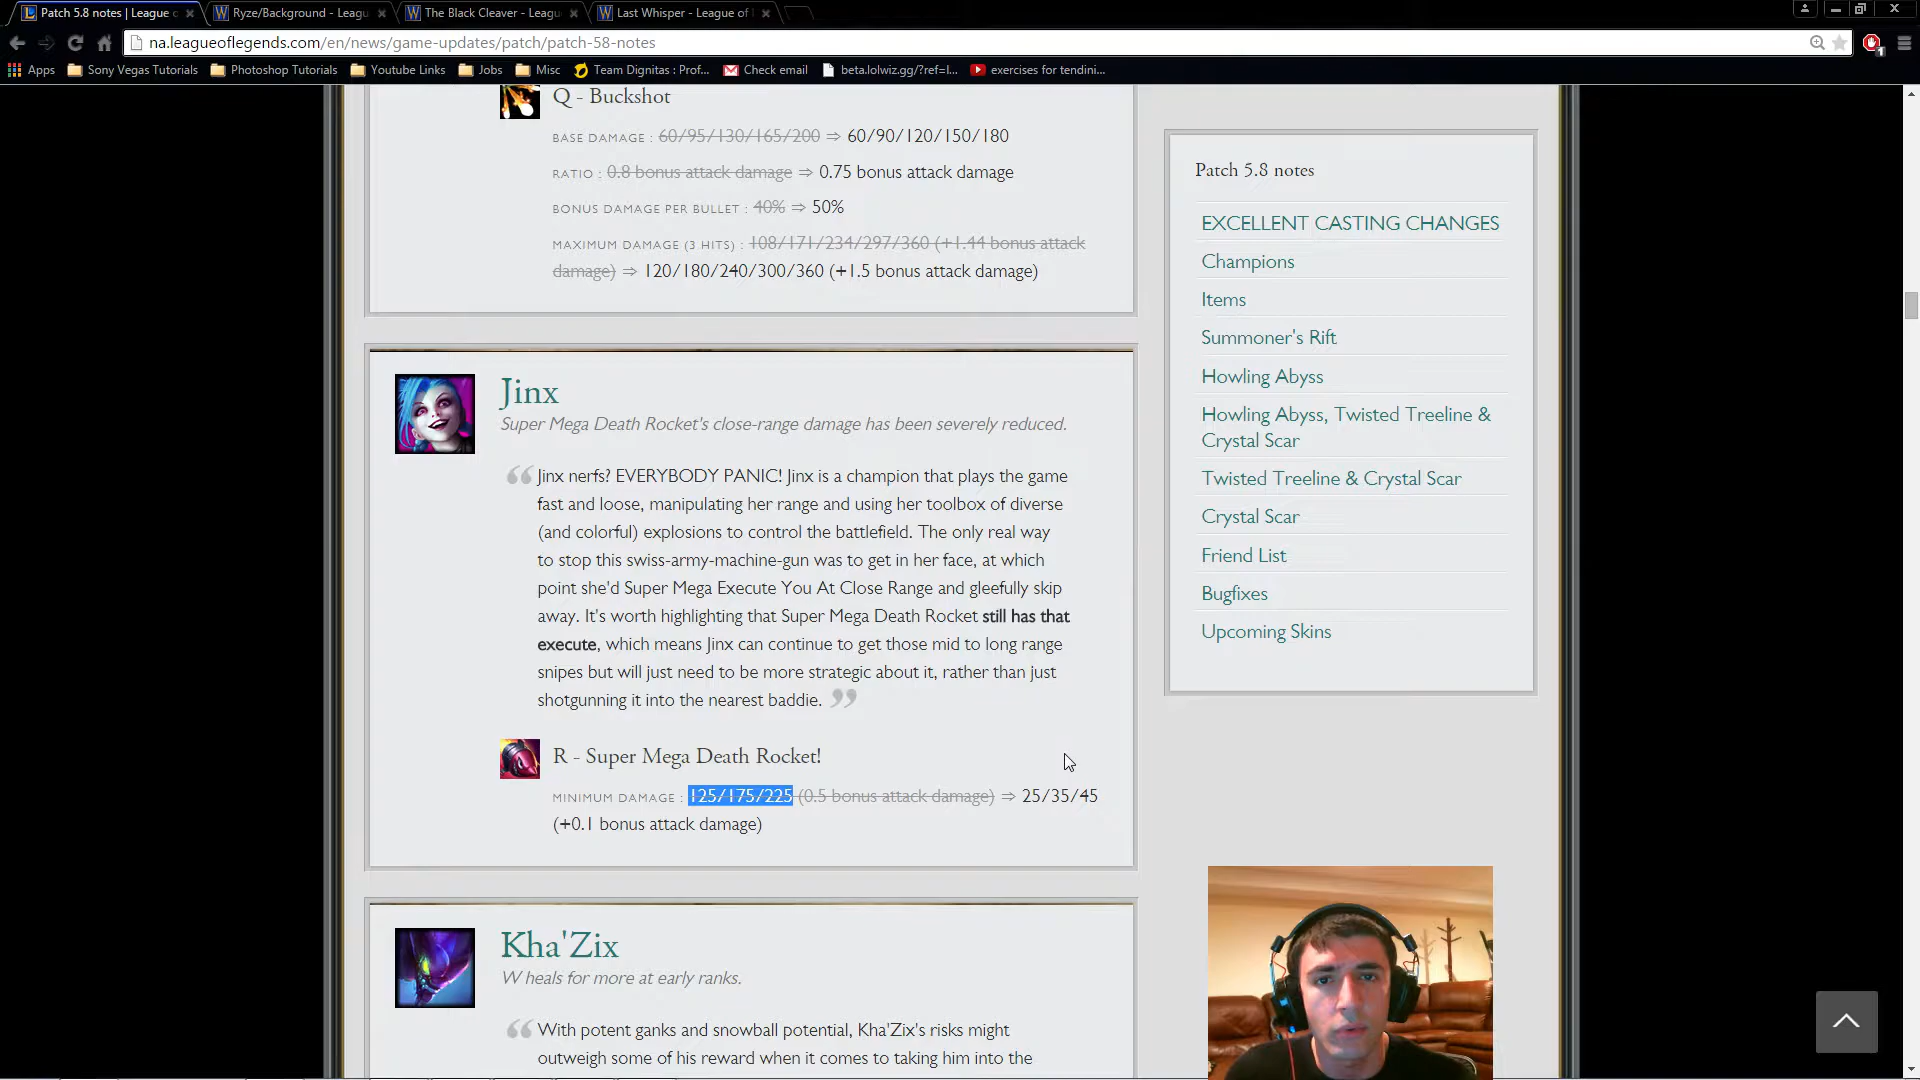 Patch 5.8 notes | League o
Ryze/Background - Leagu
The Black Cleaver - Leagu
Last Whisper - League of
na.leagueoflegends.com/en/news/game-updates/patch/patch-58-notes
1
Apps
Sony Vegas Tutorials
Photoshop Tutorials
Youtube Links
Jobs
Misc
Team Dignitas : Prof...
Check email
beta.lolwiz.gg/?ref=l...
exercises for tendini...
Q - Buckshot
BASE DAMAGE : 60/95/130/165/200 ⇒ 60/90/120/150/180
RATIO : 0.8 bonus attack damage ⇒ 0.75 bonus attack damage
BONUS DAMAGE PER BULLET : 40% ⇒ 50%
MAXIMUM DAMAGE (3 HITS) : 108/171/234/297/360 (+1.44 bonus attack
damage) ⇒ 120/180/240/300/360 (+1.5 bonus attack damage)
Jinx
Super Mega Death Rocket's close-range damage has been severely reduced.
“ Jinx nerfs? EVERYBODY PANIC! Jinx is a champion that plays the game
fast and loose, manipulating her range and using her toolbox of diverse
(and colorful) explosions to control the battlefield. The only real way
to stop this swiss-army-machine-gun was to get in her face, at which
point she'd Super Mega Execute You At Close Range and gleefully skip
away. It's worth highlighting that Super Mega Death Rocket still has that
execute, which means Jinx can continue to get those mid to long range
snipes but will just need to be more strategic about it, rather than just
shotgunning it into the nearest baddie. ”
R - Super Mega Death Rocket!
MINIMUM DAMAGE : 125/175/225 (0.5 bonus attack damage) ⇒ 25/35/45
(+0.1 bonus attack damage)
Kha'Zix
W heals for more at early ranks.
“ With potent ganks and snowball potential, Kha'Zix's risks might
outweigh some of his reward when it comes to taking him into the
Patch 5.8 notes
EXCELLENT CASTING CHANGES
Champions
Items
Summoner's Rift
Howling Abyss
Howling Abyss, Twisted Treeline &
Crystal Scar
Twisted Treeline & Crystal Scar
Crystal Scar
Friend List
Bugfixes
Upcoming Skins